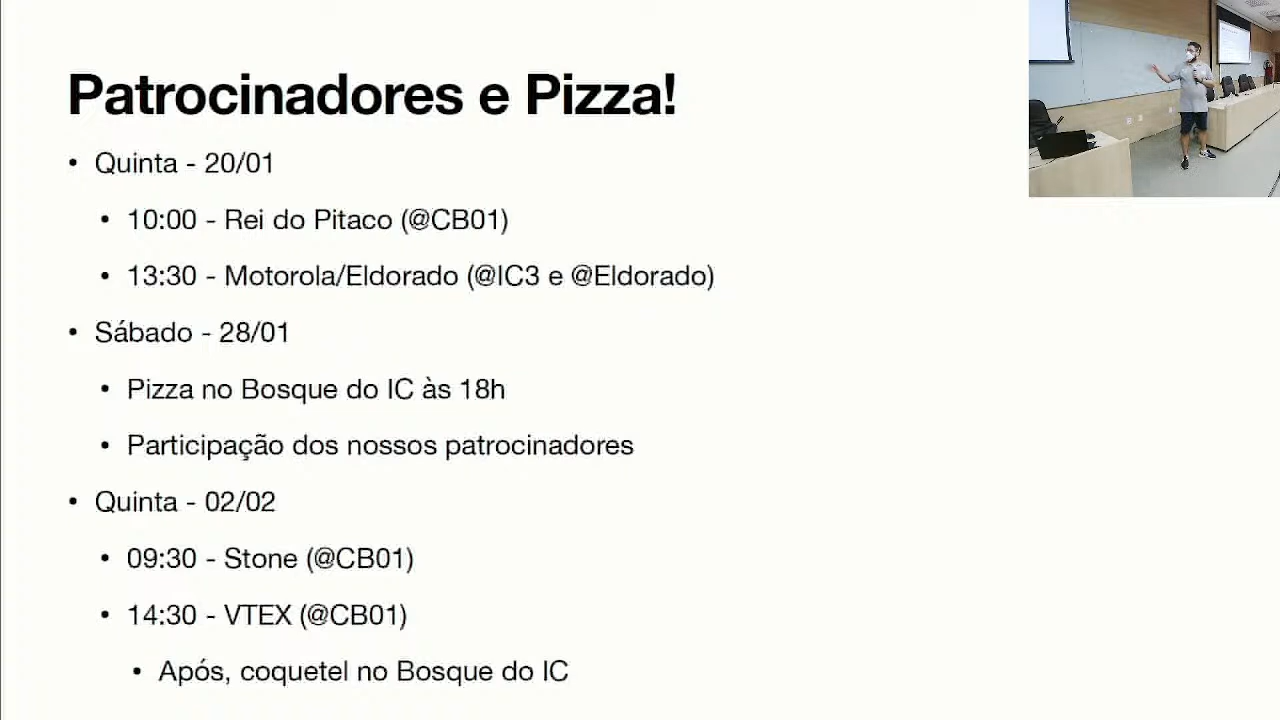 Patrocinadores e Pizza!
• Quinta - 20/01
• 10:00 - Rei do Pitaco (@CB01)
• 13:30 - Motorola/Eldorado (@IC3 e @Eldorado)
• Sábado - 28/01
• Pizza no Bosque do IC às 18h
• Participação dos nossos patrocinadores
• Quinta - 02/02
• 09:30 - Stone (@CB01)
• 14:30 - VTEX (@CB01)
• Após, coquetel no Bosque do IC